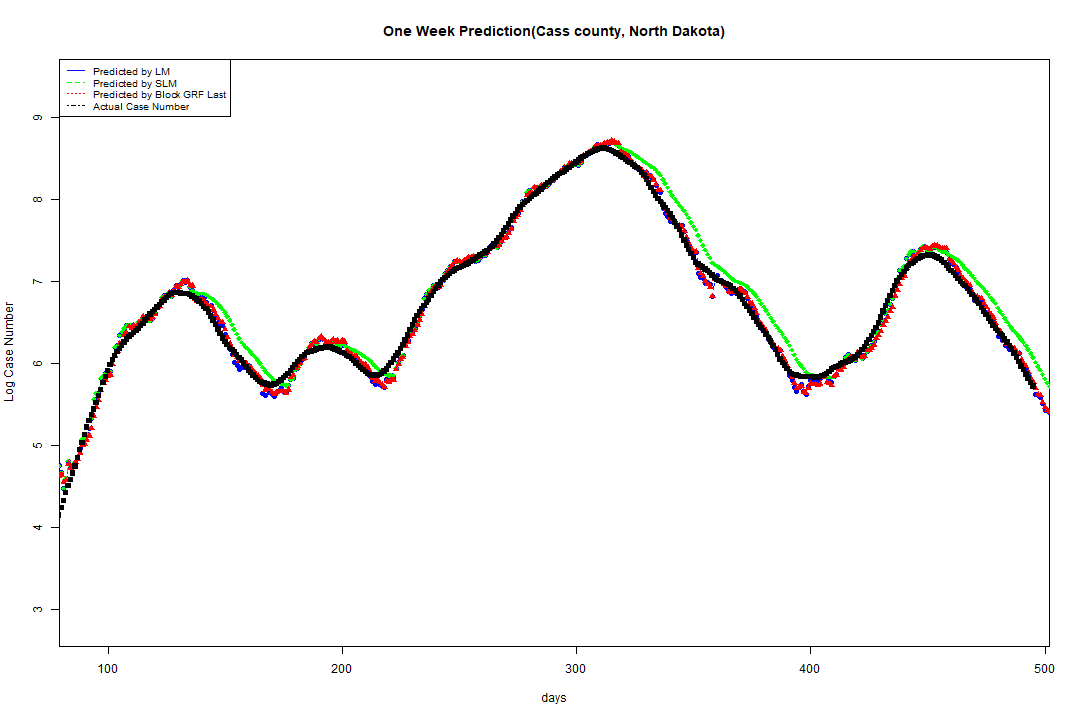 One Week Prediction(Cass county, North Dakota)
Predicted by LM
Predicted by SLM
Predicted by Block GRF Last
Actual Case Number
Log Case Number
9
8
7
6
5
4
3
100 200 300 400 500
days